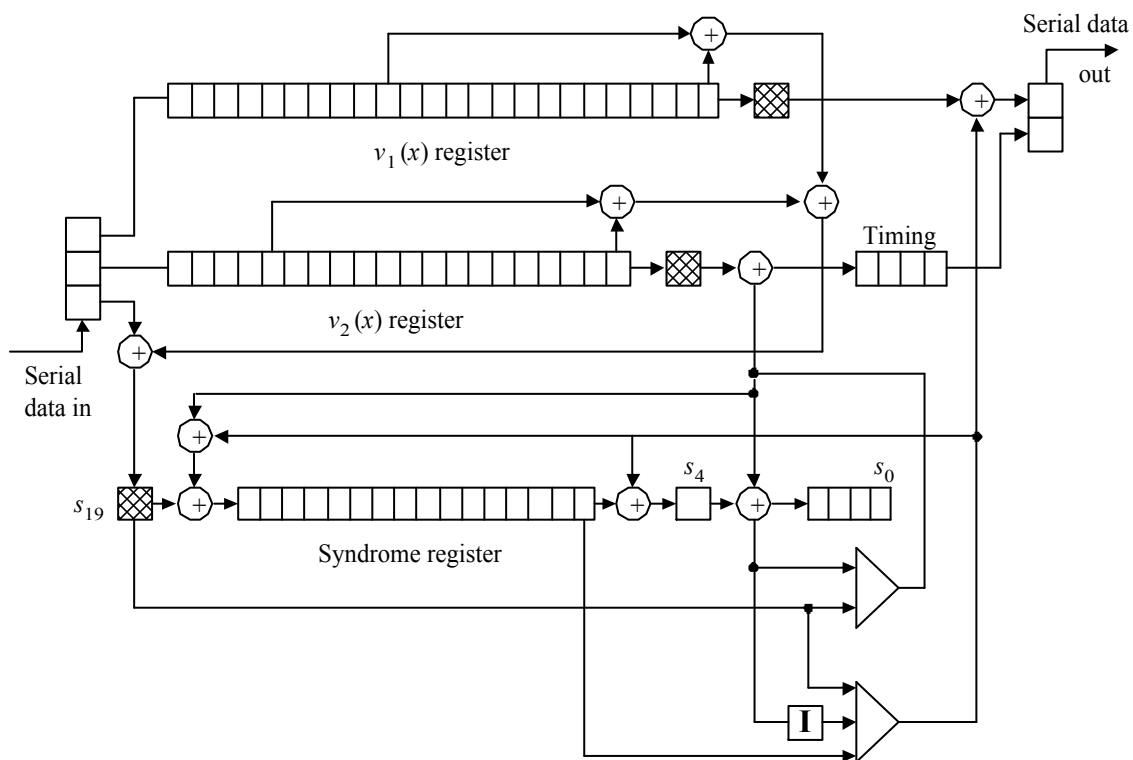 Serial data
out
+
+
v1(x) register
+
+
Timing
+
v2(x) register
+
Serial
data in
+
s19
+
+
s4
+
s0
Syndrome register
I